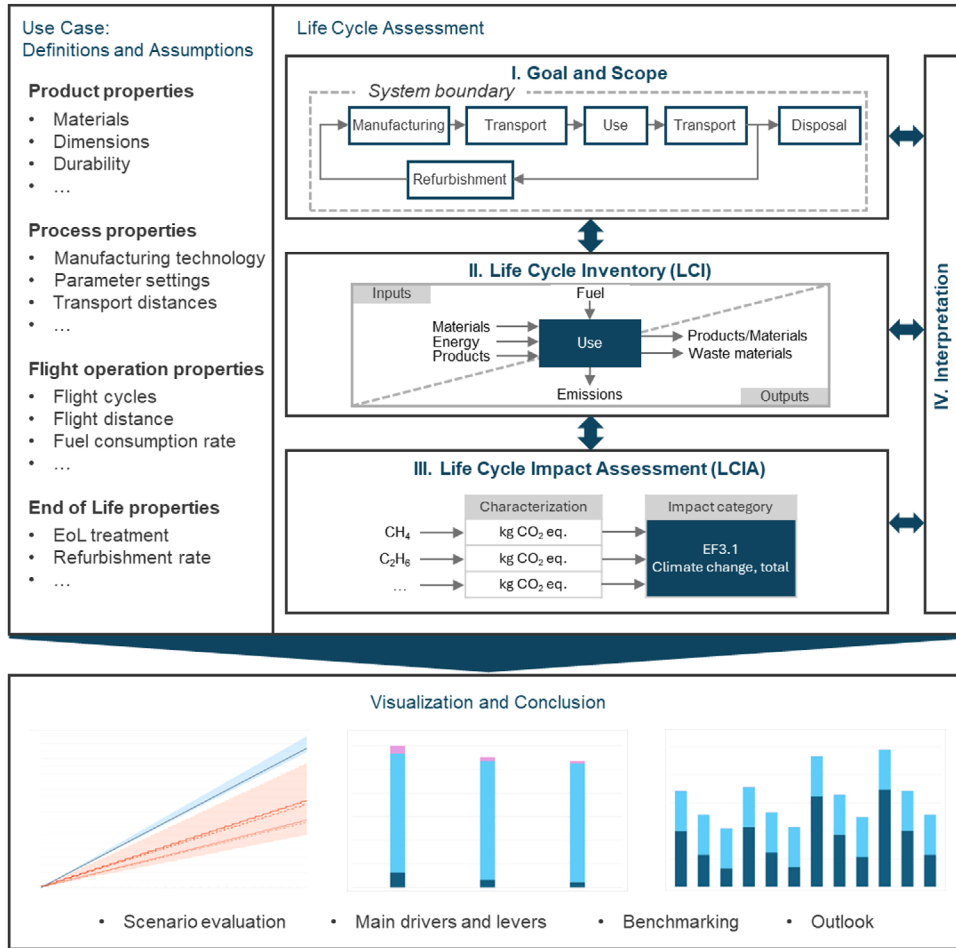 Use Case:
Definitions and Assumptions
Product properties
• Materials
• Dimensions
• Durability
• ...
Process properties
• Manufacturing technology
• Parameter settings
• Transport distances
• ...
Flight operation properties
• Flight cycles
• Flight distance
• Fuel consumption rate
• ...
End of Life properties
• EoL treatment
• Refurbishment rate
• ...
Life Cycle Assessment
I. Goal and Scope
System boundary
Manufacturing
Transport
Use
Transport
Disposal
Refurbishment
II. Life Cycle Inventory (LCI)
Inputs
Fuel
Materials
Energy
Products
Use
Products/Materials
Waste materials
Emissions
Outputs
III. Life Cycle Impact Assessment (LCIA)
Characterization
Impact category
CH₄
kg CO₂ eq.
C₂H₆
kg CO₂ eq.
...
kg CO₂ eq.
EF3.1
Climate change, total
IV. Interpretation
Visualization and Conclusion
• Scenario evaluation
• Main drivers and levers
• Benchmarking
• Outlook